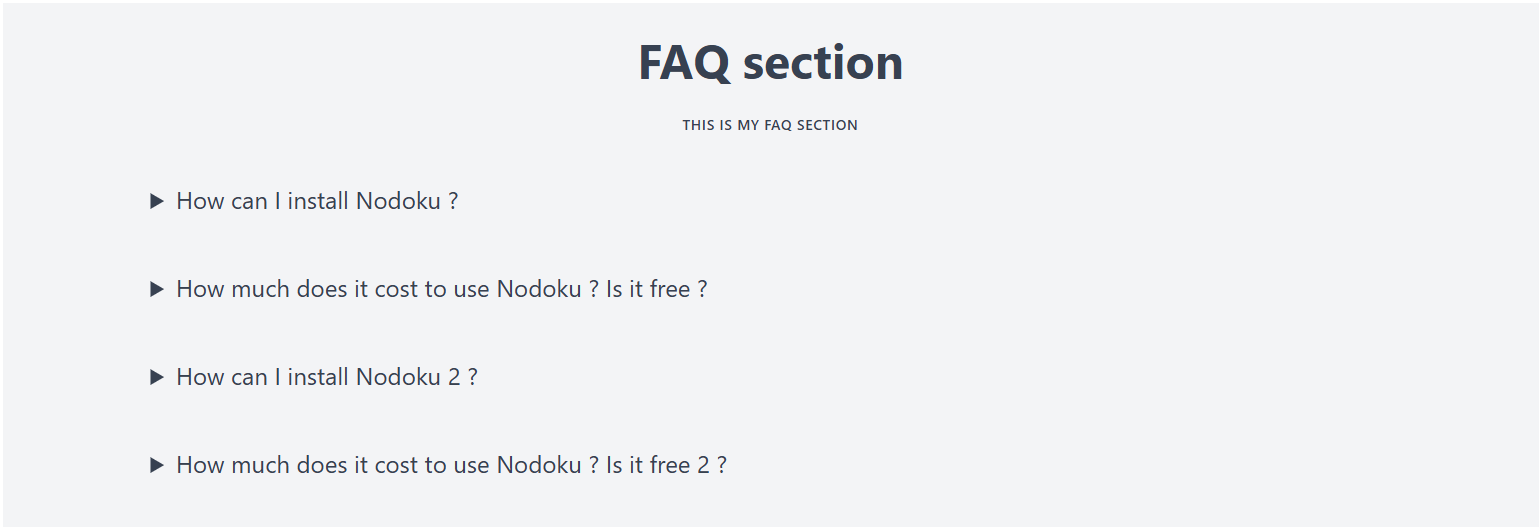 FAQ section
THIS IS MY FAQ SECTION
How can I install Nodoku ?
How much does it cost to use Nodoku ? Is it free ?
How can I install Nodoku 2 ?
How much does it cost to use Nodoku ? Is it free 2 ?